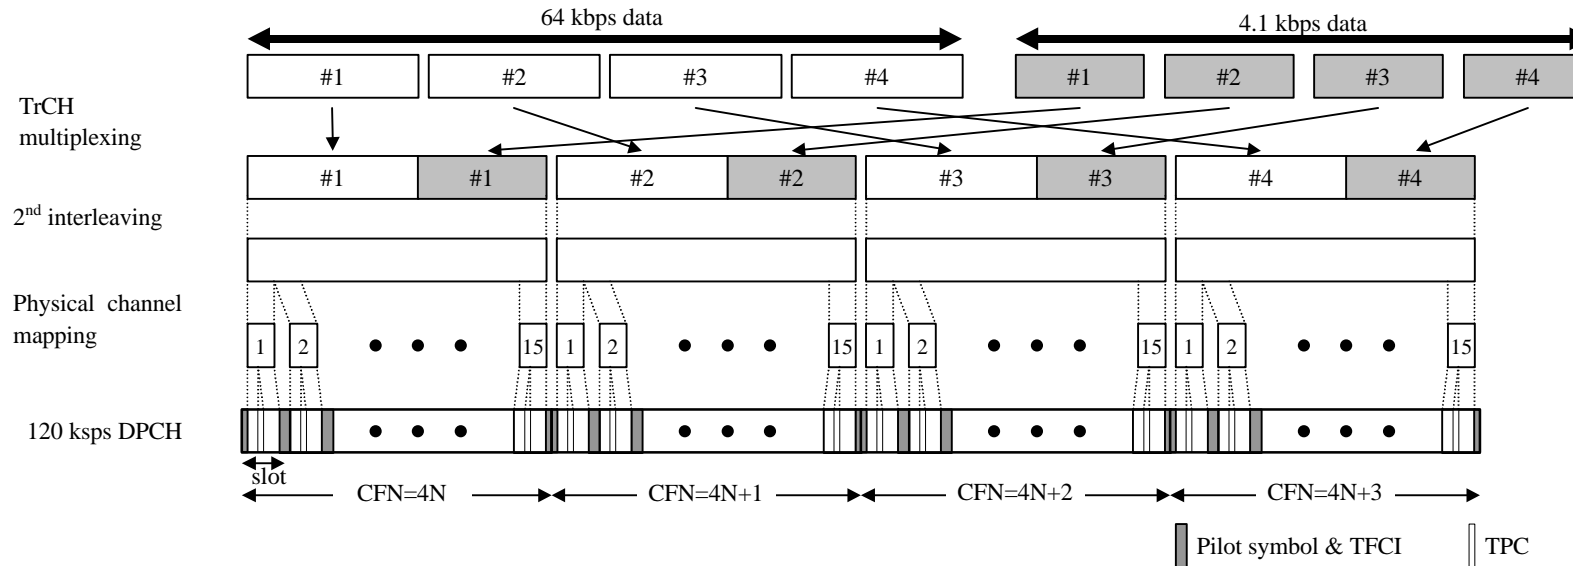 64 kbps data 4.1 kbps data
#1 #2 #3 #4 #1 #2 #3 #4
TrCH
multiplexing
#1 #1 #2 #2 #3 #3 #4 #4
2nd interleaving
Physical channel
mapping
1 2 15 1 2 15 1 2 15 1 2 15
120 ksps DPCH
slot
CFN=4N CFN=4N+1 CFN=4N+2 CFN=4N+3
Pilot symbol & TFCI TPC